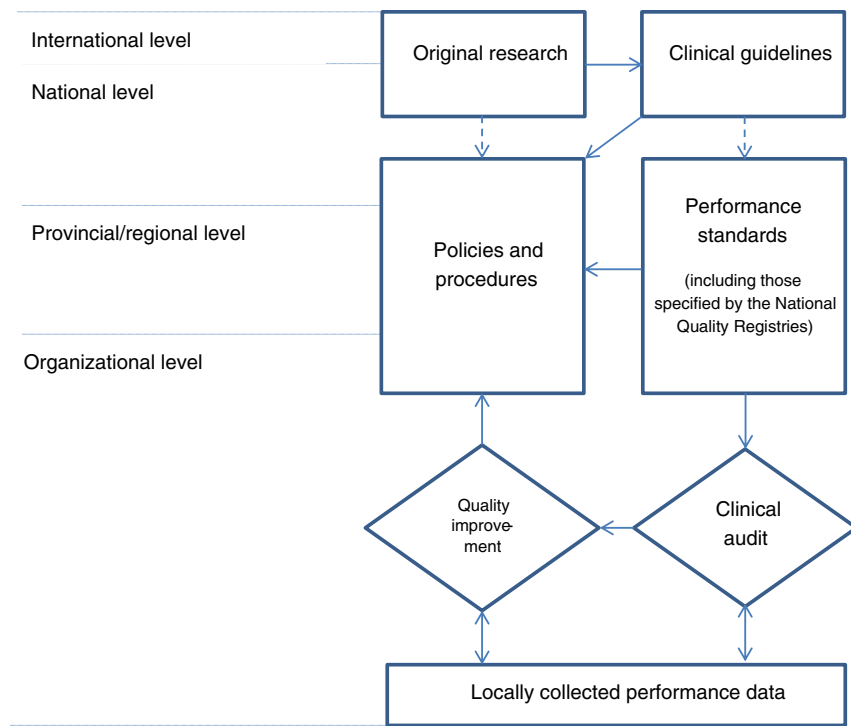 International level
National level
Provincial/regional level
Organizational level
Original research
Clinical guidelines
Policies and
procedures
Performance
standards
(including those
specified by the National
Quality Registries)
Quality
improve-
ment
Clinical
audit
Locally collected performance data